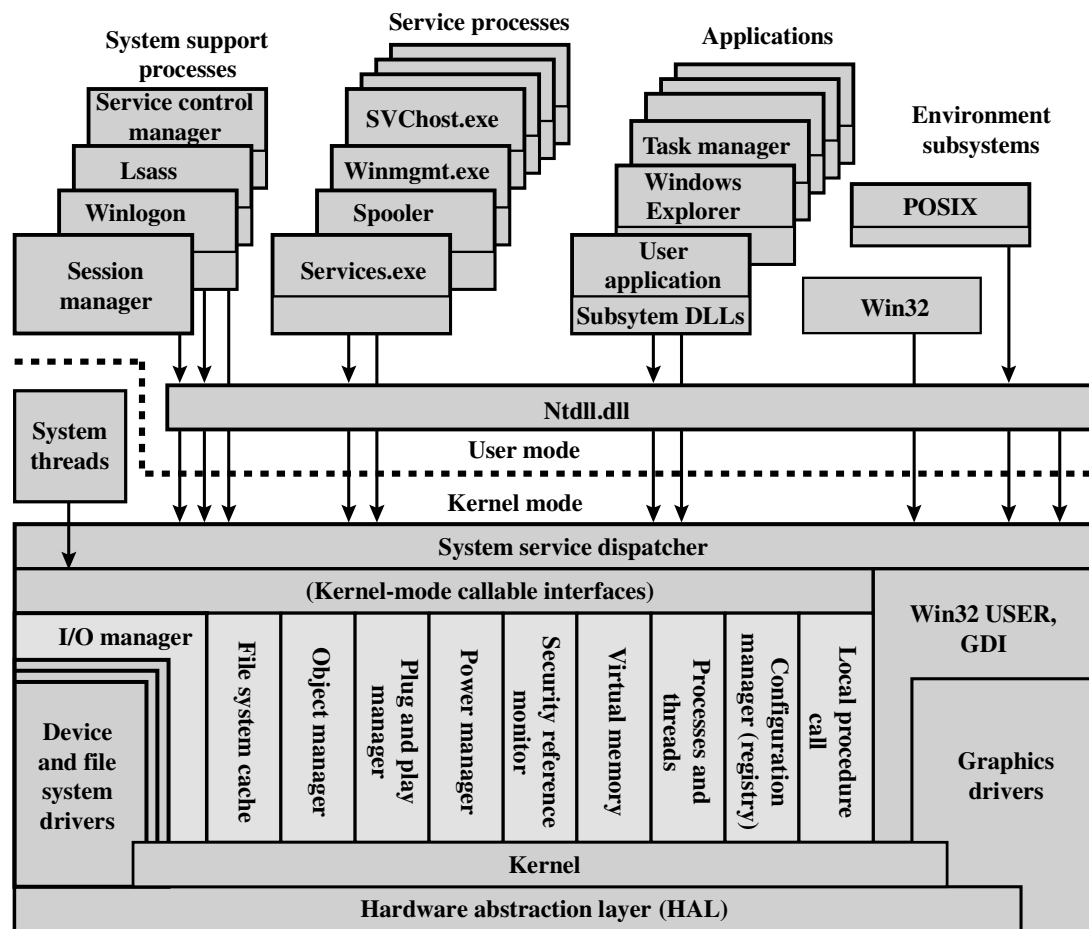 System support
processes
Service processes
Applications
Environment
subsystems
Service control
manager
Lsass
Winlogon
Session
manager
SVChost.exe
Winmgmt.exe
Spooler
Services.exe
Task manager
Windows
Explorer
User
application
Subsytem DLLs
POSIX
Win32
System
threads
Ntdll.dll
User mode
Kernel mode
System service dispatcher
(Kernel-mode callable interfaces)
Win32 USER,
GDI
I/O manager
Device
and file
system
drivers
File system cache
Object manager
Plug and play
manager
Power manager
Security reference
monitor
Virtual memory
Processes and
threads
Configuration
manager (registry)
Local procedure
call
Graphics
drivers
Kernel
Hardware abstraction layer (HAL)